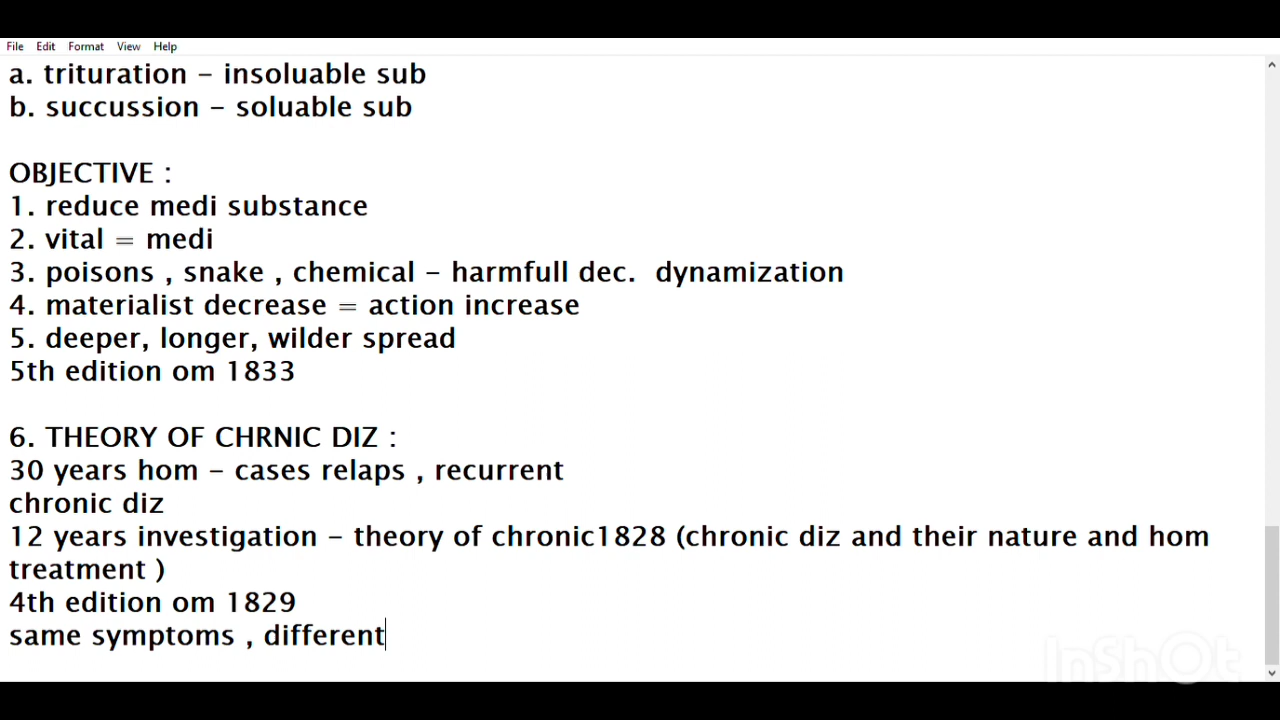 File Edit Format View Help
a. trituration - insoluable sub
b. succussion - soluable sub
OBJECTIVE :
1. reduce medi substance
2. vital = medi
3. poisons , snake , chemical - harmfull dec.  dynamization
4. materialist decrease = action increase
5. deeper, longer, wilder spread
5th edition om 1833
6. THEORY OF CHRNIC DIZ :
30 years hom - cases relaps , recurrent
chronic diz
12 years investigation - theory of chronic1828 (chronic diz and their nature and hom
treatment )
4th edition om 1829
same symptoms , different
InShOt